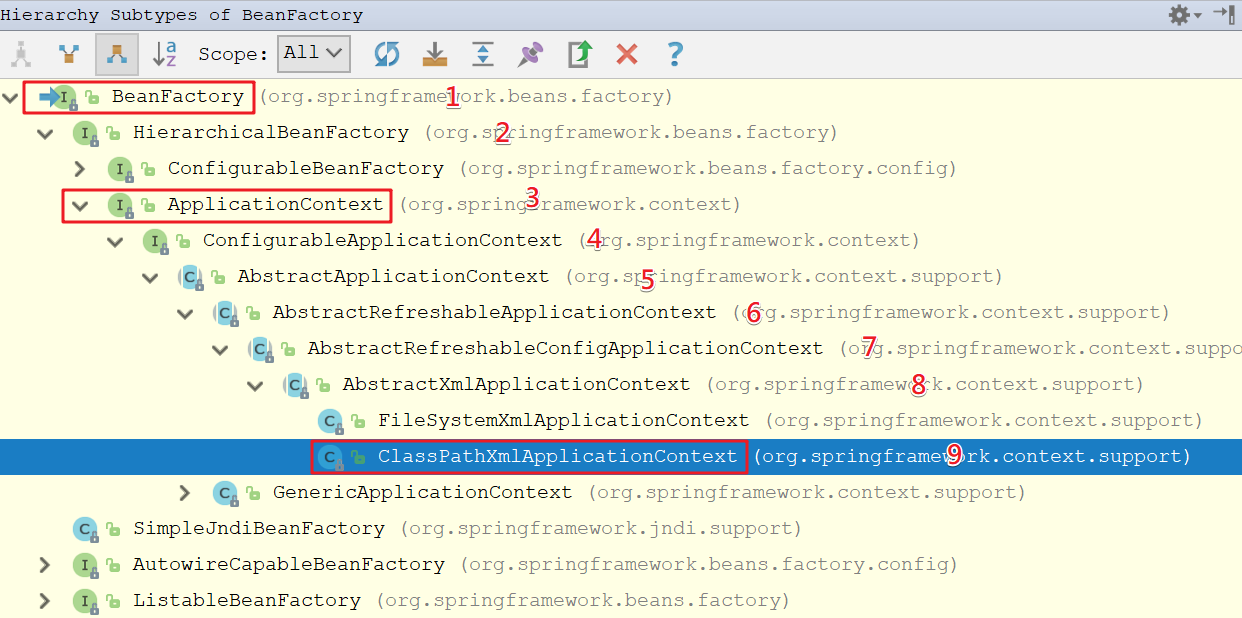 Hierarchy Subtypes of BeanFactory
Scope: All
BeanFactory (org.springframework.beans.factory) 1
HierarchicalBeanFactory (org.springframework.beans.factory) 2
ConfigurableBeanFactory (org.springframework.beans.factory.config)
ApplicationContext (org.springframework.context) 3
ConfigurableApplicationContext (org.springframework.context) 4
AbstractApplicationContext (org.springframework.context.support) 5
AbstractRefreshableApplicationContext (org.springframework.context.support) 6
AbstractRefreshableConfigApplicationContext (org.springframework.context.suppo 7
AbstractXmlApplicationContext (org.springframework.context.support) 8
FileSystemXmlApplicationContext (org.springframework.context.support)
ClassPathXmlApplicationContext (org.springframework.context.support) 9
GenericApplicationContext (org.springframework.context.support)
SimpleJndiBeanFactory (org.springframework.jndi.support)
AutowireCapableBeanFactory (org.springframework.beans.factory.config)
ListableBeanFactory (org.springframework.beans.factory)